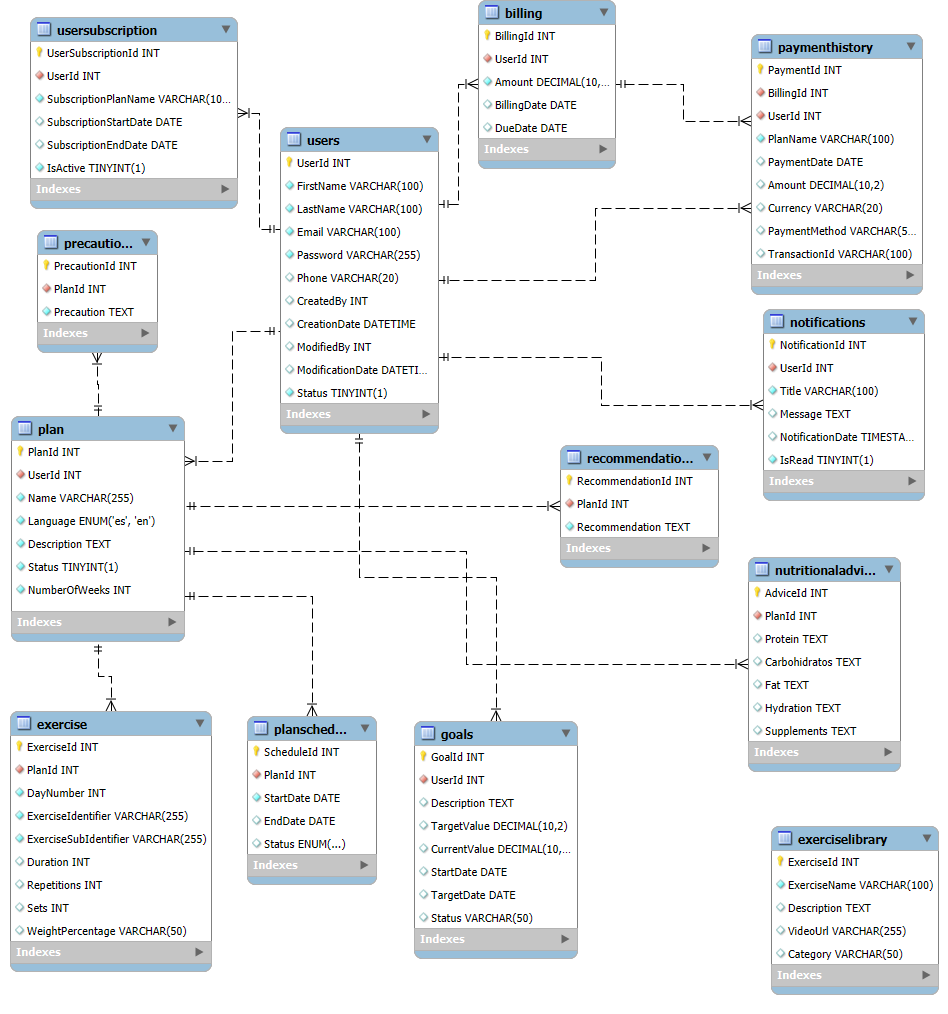 usersubscription
UserSubscriptionId INT
UserId INT
SubscriptionPlanName VARCHAR(10...
SubscriptionStartDate DATE
SubscriptionEndDate DATE
IsActive TINYINT(1)
Indexes
billing
BillingId INT
UserId INT
Amount DECIMAL(10,...
BillingDate DATE
DueDate DATE
Indexes
paymenthistory
PaymentId INT
BillingId INT
UserId INT
PlanName VARCHAR(100)
PaymentDate DATE
Amount DECIMAL(10,2)
Currency VARCHAR(20)
PaymentMethod VARCHAR(5...
TransactionId VARCHAR(100)
Indexes
users
UserId INT
FirstName VARCHAR(100)
LastName VARCHAR(100)
Email VARCHAR(100)
Password VARCHAR(255)
Phone VARCHAR(20)
CreatedBy INT
CreationDate DATETIME
ModifiedBy INT
ModificationDate DATETI...
Status TINYINT(1)
Indexes
precautio...
PrecautionId INT
PlanId INT
Precaution TEXT
Indexes
notifications
NotificationId INT
UserId INT
Title VARCHAR(100)
Message TEXT
NotificationDate TIMESTA...
IsRead TINYINT(1)
Indexes
plan
PlanId INT
UserId INT
Name VARCHAR(255)
Language ENUM('es', 'en')
Description TEXT
Status TINYINT(1)
NumberOfWeeks INT
Indexes
recommendatio...
RecommendationId INT
PlanId INT
Recommendation TEXT
Indexes
nutritionaladvi...
AdviceId INT
PlanId INT
Protein TEXT
Carbohidratos TEXT
Fat TEXT
Hydration TEXT
Supplements TEXT
Indexes
exercise
ExerciseId INT
PlanId INT
DayNumber INT
ExerciseIdentifier VARCHAR(255)
ExerciseSubIdentifier VARCHAR(255)
Duration INT
Repetitions INT
Sets INT
WeightPercentage VARCHAR(50)
Indexes
plansched...
ScheduleId INT
PlanId INT
StartDate DATE
EndDate DATE
Status ENUM(...)
Indexes
goals
GoalId INT
UserId INT
Description TEXT
TargetValue DECIMAL(10,2)
CurrentValue DECIMAL(10,...
StartDate DATE
TargetDate DATE
Status VARCHAR(50)
Indexes
exerciselibrary
ExerciseId INT
ExerciseName VARCHAR(100)
Description TEXT
VideoUrl VARCHAR(255)
Category VARCHAR(50)
Indexes